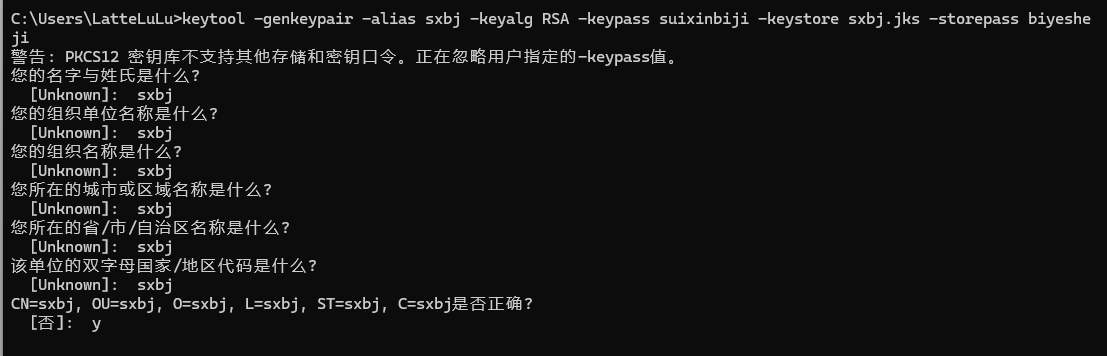 C:\Users\LatteLuLu>keytool -genkeypair -alias sxbj -keyalg RSA -keypass suixinbiji -keystore sxbj.jks -storepass biyeshe
ji
警告: PKCS12 密钥库不支持其他存储和密钥口令。正在忽略用户指定的-keypass值。
您的名字与姓氏是什么?
[Unknown]: sxbj
您的组织单位名称是什么?
[Unknown]: sxbj
您的组织名称是什么?
[Unknown]: sxbj
您所在的城市或区域名称是什么?
[Unknown]: sxbj
您所在的省/市/自治区名称是什么?
[Unknown]: sxbj
该单位的双字母国家/地区代码是什么?
[Unknown]: sxbj
CN=sxbj, OU=sxbj, O=sxbj, L=sxbj, ST=sxbj, C=sxbj是否正确?
[否]: y